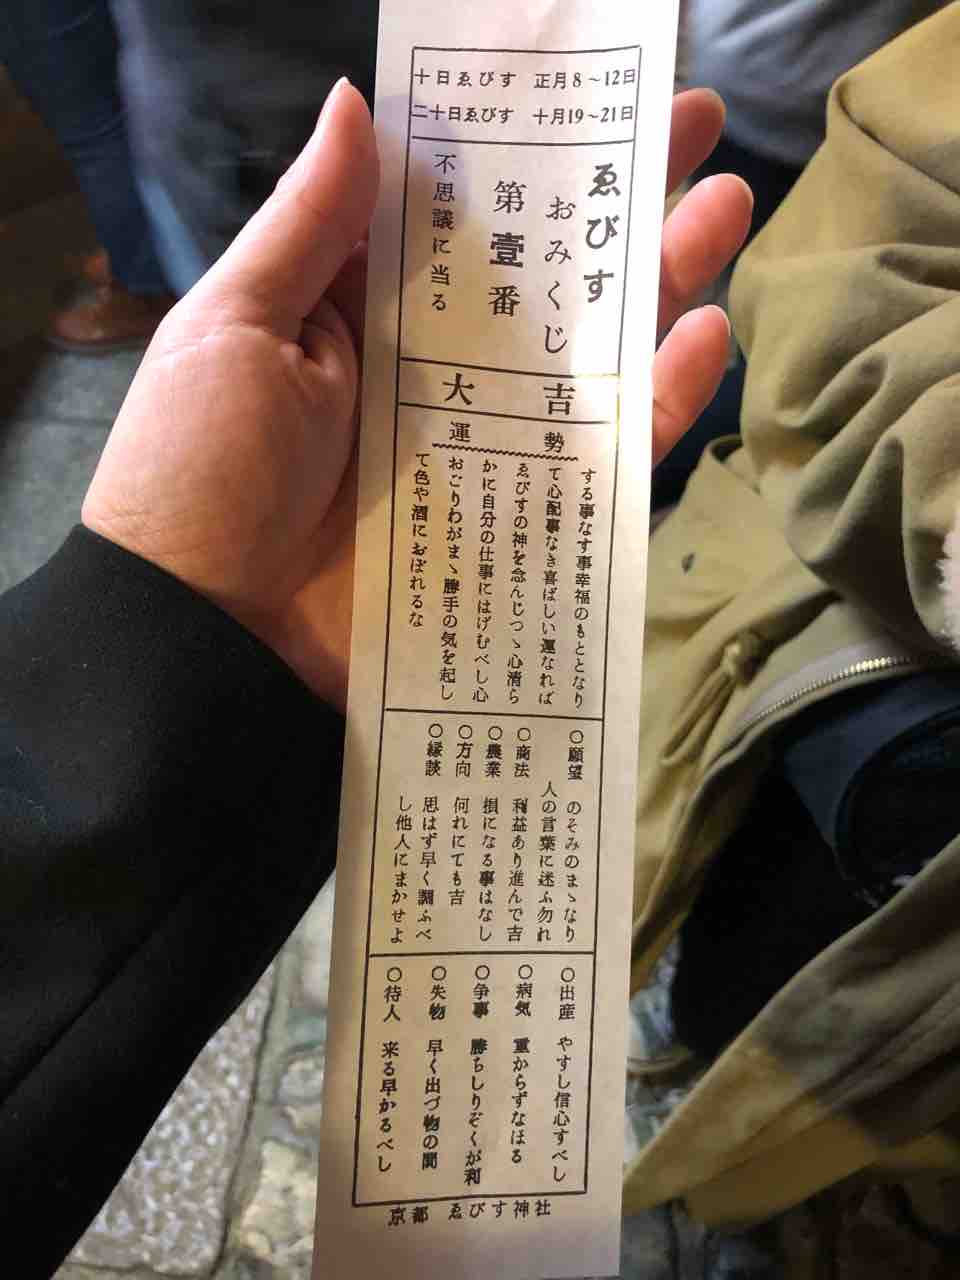 十日ゑびす 正月8~12日
二十日ゑびす 十月19~21日
ゑびす
おみくじ
第壹番
不思議に当る
大吉
運勢
する事なす事幸福のもととなり
て心配事なき喜ばしい運なれば
ゑびすの神を念んじつゝ心清ら
かに自分の仕事にはげむべし心
おごりわがまゝ勝手の気を起し
て色や酒におぼれるな
○願望 のそみのまゝなり
人の言葉に迷ふ勿れ
○商法 利益あり進んで吉
○農業 損になる事はなし
○方向 何れにても吉
○縁談 思はず早く調ふべ
し他人にまかせよ
○出産 やすし信心すべし
○病気 重からずなほる
○争事 勝ちしりぞくが利
○失物 早く出づ物の間
○待人 来る早かるべし
京都 ゑびす神社